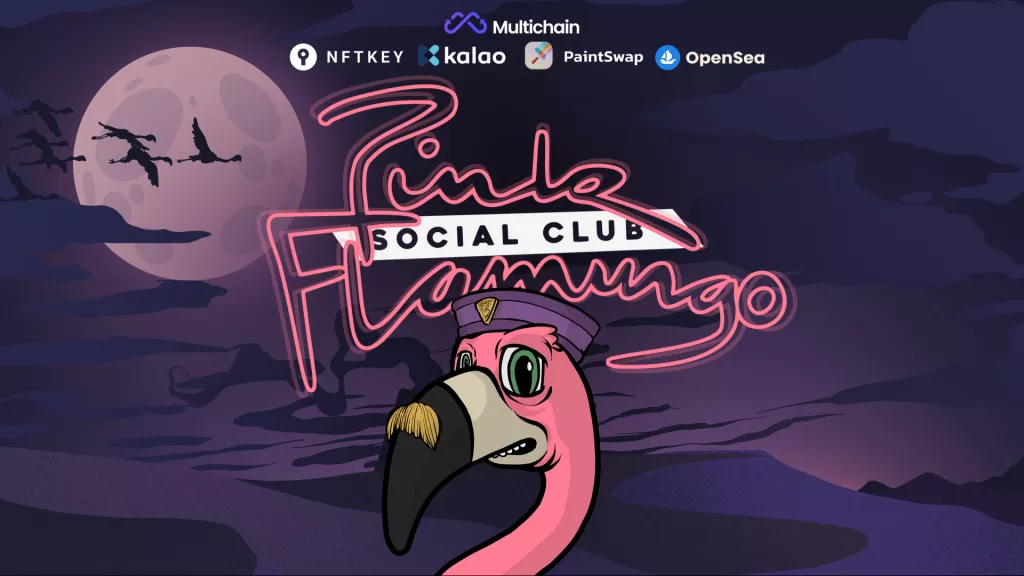 Multichain
NFTKEY kalao PaintSwap OpenSea
Pink
SOCIAL CLUB
Flamingo